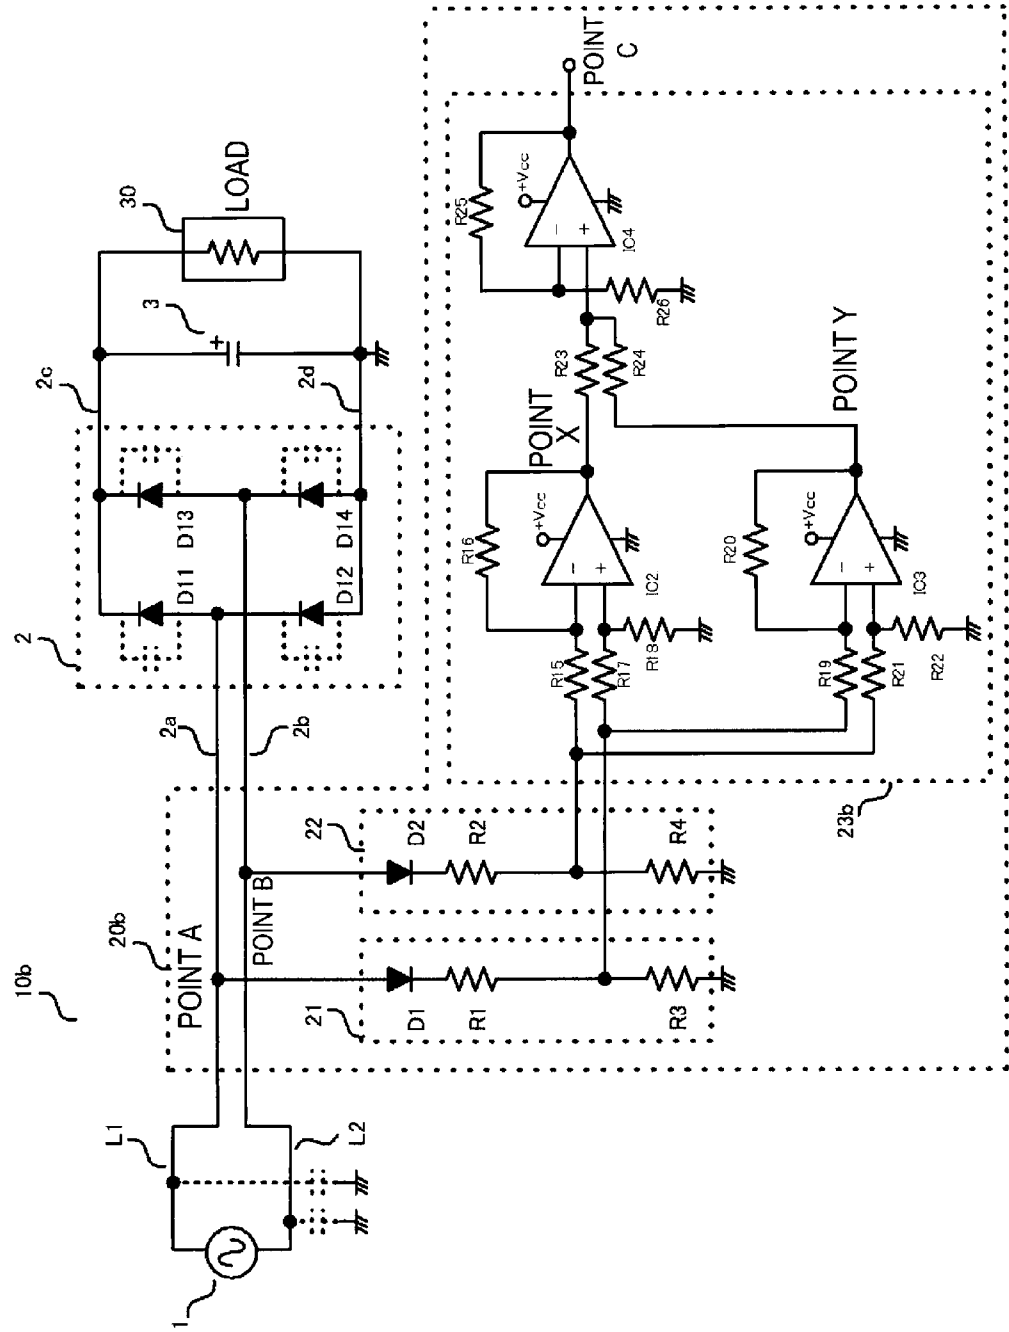 10b
20b
POINT A
POINT B
L1
L2
1
2
2a
2b
2c
2d
3
30
LOAD
D11
D12
D13
D14
21
22
D1
R1
R3
D2
R2
R4
23b
R15
R16
R17
R18
IC2
+Vcc
−
+
POINT
X
R19
R20
R21
R22
IC3
+Vcc
−
+
POINT Y
R23
R24
R25
R26
IC4
+Vcc
−
+
POINT
C
+